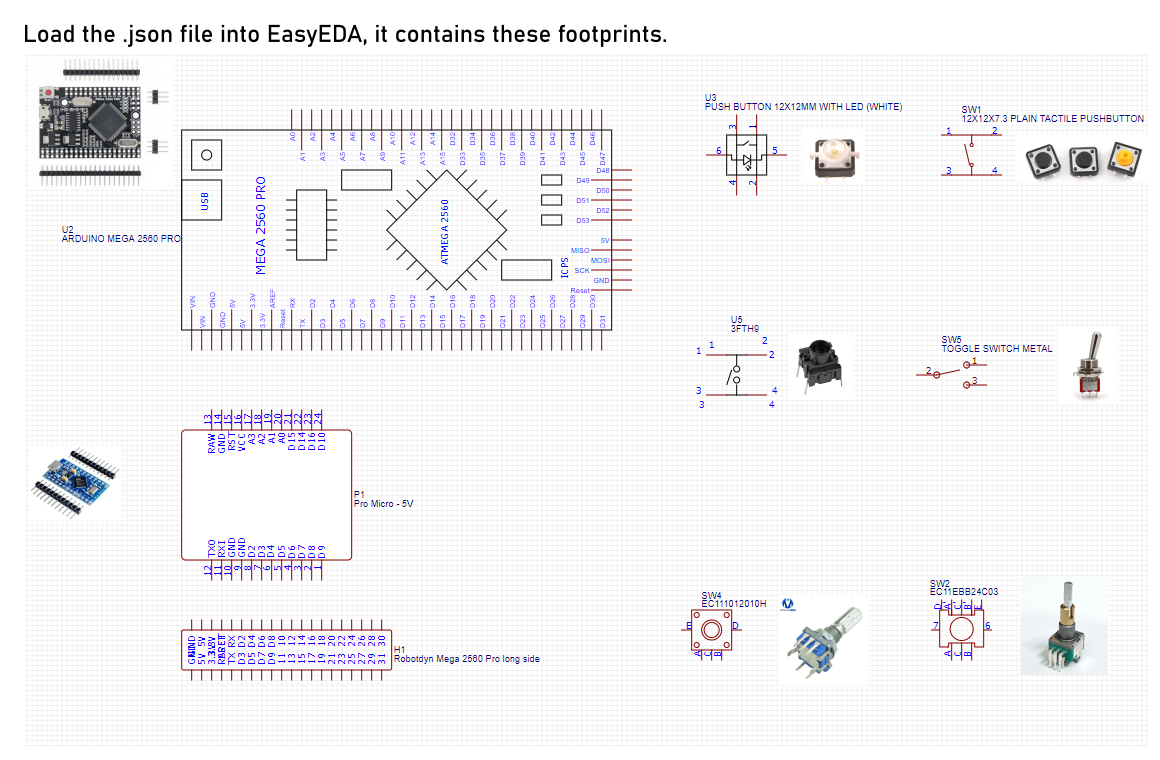 Load the .json file into EasyEDA, it contains these footprints.
U3
PUSH BUTTON 12X12MM WITH LED (WHITE)
3 1
6 5
4 2
SW1
12X12X7.3 PLAIN TACTILE PUSHBUTTON
1 2
3 4
A0 A2 A4 A6 A8 A10 A12 A14 D32 D34 D36 D38 D40 D42 D44 D46
A1 A3 A5 A7 A9 A11 A13 A15 D33 D35 D37 D39 D41 D43 D45 D47
D48
D49
D50
D51
D52
D53
5V
MISO
MOSI
SCK
GND
Reset
USB
MEGA 2560 PRO
ATMEGA 2560
ICPS
U2
ARDUINO MEGA 2560 PRO
VIN GND 5V 3.3V AREF RX D2 D4 D6 D8 D10 D12 D14 D16 D18 D20 D22 D24 D26 D28 D30
VIN GND 5V 3.3V Reset TX D3 D5 D7 D9 D11 D13 D15 D17 D19 D21 D23 D25 D27 D29 D31
U5
3FTH9
1 2
1 2
3 4
3 4
SW5
TOGGLE SWITCH METAL
1
2
3
13 14 15 16 17 18 19 20 21 22 23 24
RAW GND RST VCC A3 A2 A1 A0 D15 D14 D16 D10
P1
Pro Micro - 5V
TXO RXI GND GND D2 D3 D4 D5 D6 D7 D8 D9
12 11 10 9 8 7 6 5 4 3 2 1
SW4
EC111012010H
E D
A C B
SW2
EC11EBB24C03
D A C B E
7 6
A C B
5V RX D2 D4 D6 D8 10 12 14 16 18 20 22 24 26 28 30
5V TX D3 D5 D7 D9 11 13 15 17 19 21 23 25 27 29 31
H1
Robotdyn Mega 2560 Pro long side